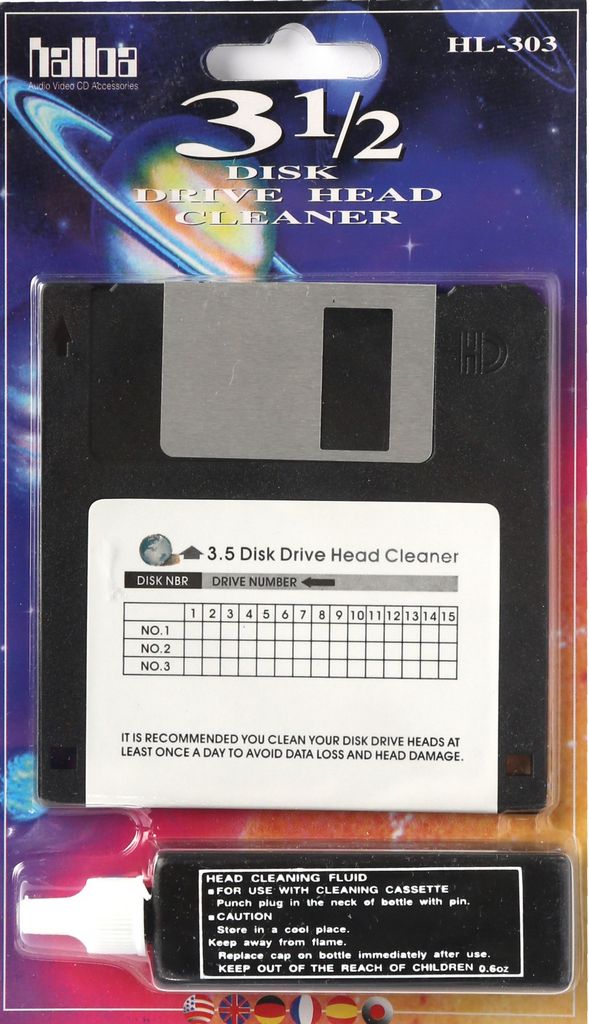 halloa
Audio Video CD Accessories
HL-303
3 1/2
DISK
DRIVE HEAD
CLEANER
HD
3.5 Disk Drive Head Cleaner
DISK NBR DRIVE NUMBER
1 2 3 4 5 6 7 8 9 10 11 12 13 14 15
NO.1
NO.2
NO.3
IT IS RECOMMENDED YOU CLEAN YOUR DISK DRIVE HEADS AT
LEAST ONCE A DAY TO AVOID DATA LOSS AND HEAD DAMAGE.
HEAD CLEANING FLUID
▪FOR USE WITH CLEANING CASSETTE
Punch plug in the neck of bottle with pin.
▪CAUTION
Store in a cool place.
Keep away from flame.
Replace cap on bottle immediately after use.
KEEP OUT OF THE REACH OF CHILDREN 0.6oz